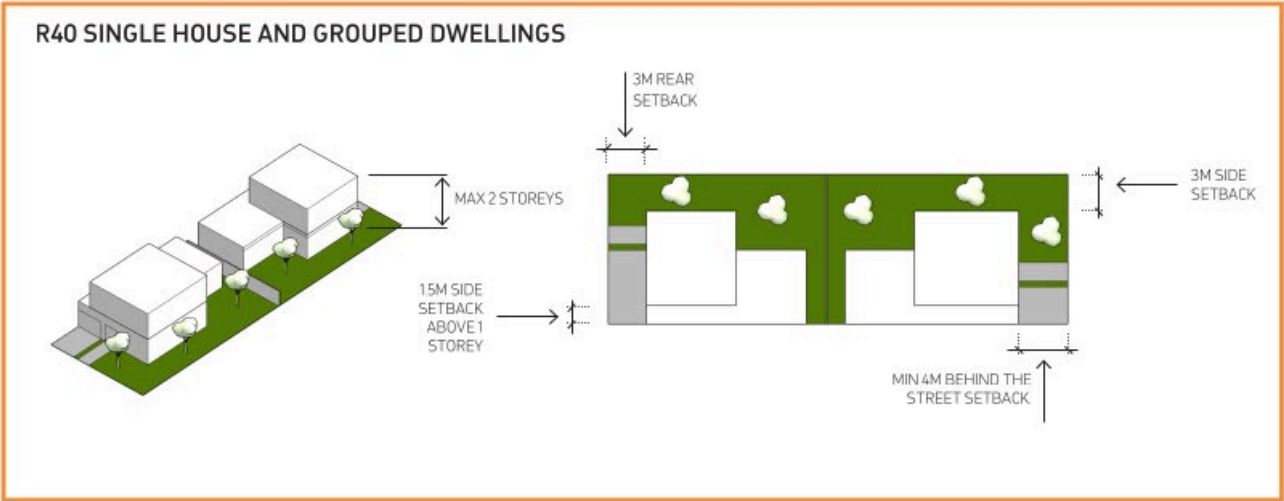 R40 SINGLE HOUSE AND GROUPED DWELLINGS
3M REAR
SETBACK
MAX 2 STOREYS
3M SIDE
SETBACK
1.5M SIDE
SETBACK
ABOVE 1
STOREY
MIN 4M BEHIND THE
STREET SETBACK